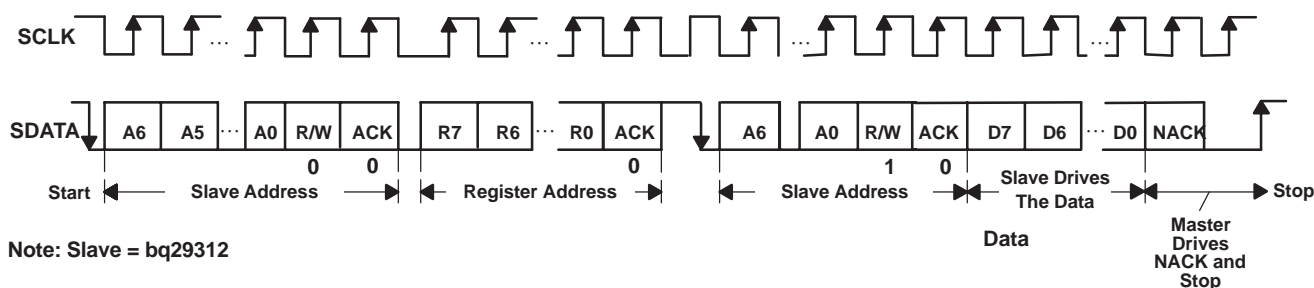 SCLK ... ... ... ...
SDATA A6 A5 ... A0 R/W ACK R7 R6 ... R0 ACK A6 A0 R/W ACK D7 D6 ... D0 NACK
0 0 0 1 0
Start Slave Address Register Address Slave Address Slave Drives The Data Stop
Note: Slave = bq29312
Data
Master
Drives
NACK and
Stop